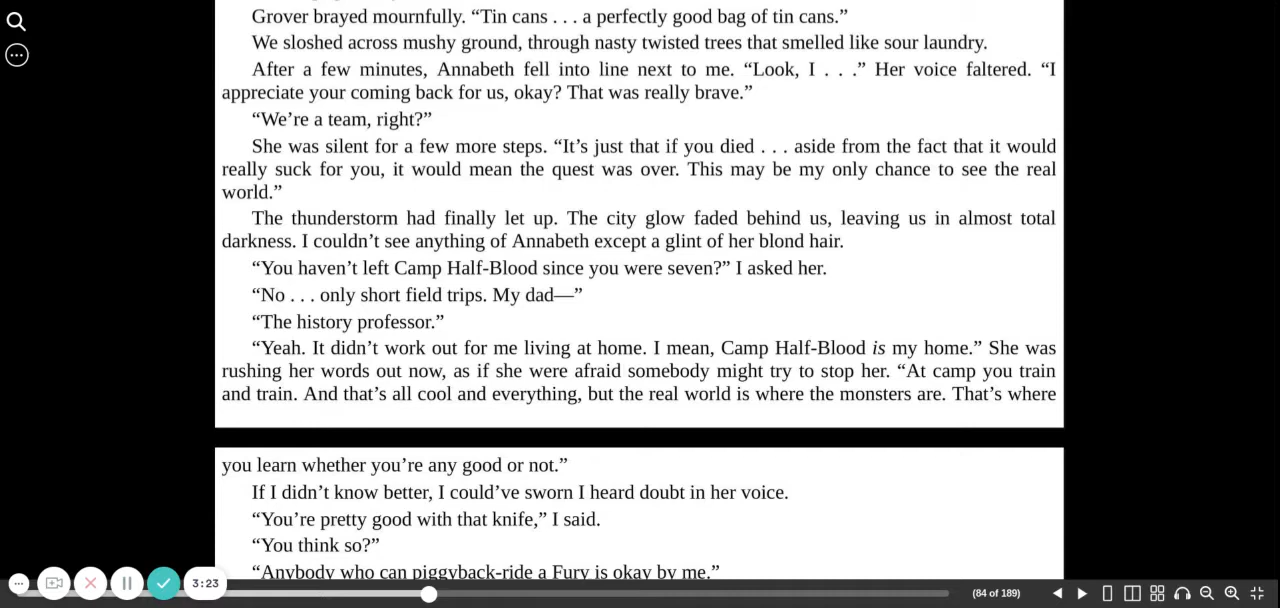 Grover brayed mournfully. “Tin cans . . . a perfectly good bag of tin cans.”
We sloshed across mushy ground, through nasty twisted trees that smelled like sour laundry.
After a few minutes, Annabeth fell into line next to me. “Look, I . . .” Her voice faltered. “I
appreciate your coming back for us, okay? That was really brave.”
“We’re a team, right?”
She was silent for a few more steps. “It’s just that if you died . . . aside from the fact that it would
really suck for you, it would mean the quest was over. This may be my only chance to see the real
world.”
The thunderstorm had finally let up. The city glow faded behind us, leaving us in almost total
darkness. I couldn’t see anything of Annabeth except a glint of her blond hair.
“You haven’t left Camp Half-Blood since you were seven?” I asked her.
“No . . . only short field trips. My dad—”
“The history professor.”
“Yeah. It didn’t work out for me living at home. I mean, Camp Half-Blood is my home.” She was
rushing her words out now, as if she were afraid somebody might try to stop her. “At camp you train
and train. And that’s all cool and everything, but the real world is where the monsters are. That’s where
you learn whether you’re any good or not.”
If I didn’t know better, I could’ve sworn I heard doubt in her voice.
“You’re pretty good with that knife,” I said.
“You think so?”
“Anybody who can piggyback-ride a Fury is okay by me.”
3:23
(84 of 189)